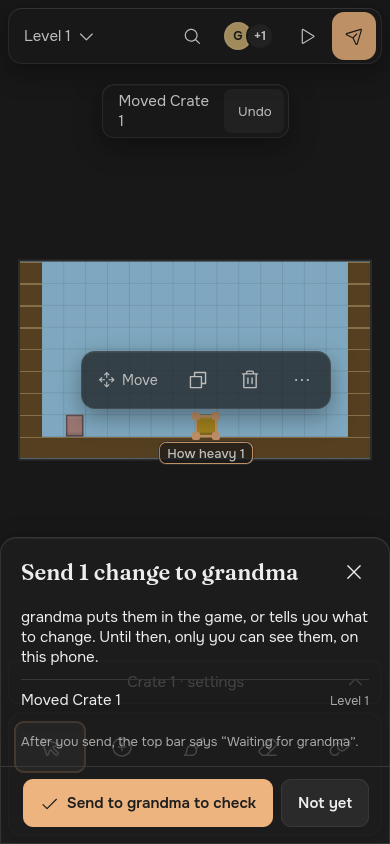 Level 1
G
+1
Moved Crate
1
Undo
Move
How heavy 1
Send 1 change to grandma
grandma puts them in the game, or tells you what
to change. Until then, only you can see them, on
this phone.
Crate 1 · settings
Moved Crate 1
Level 1
After you send, the top bar says “Waiting for grandma”.
Send to grandma to check
Not yet